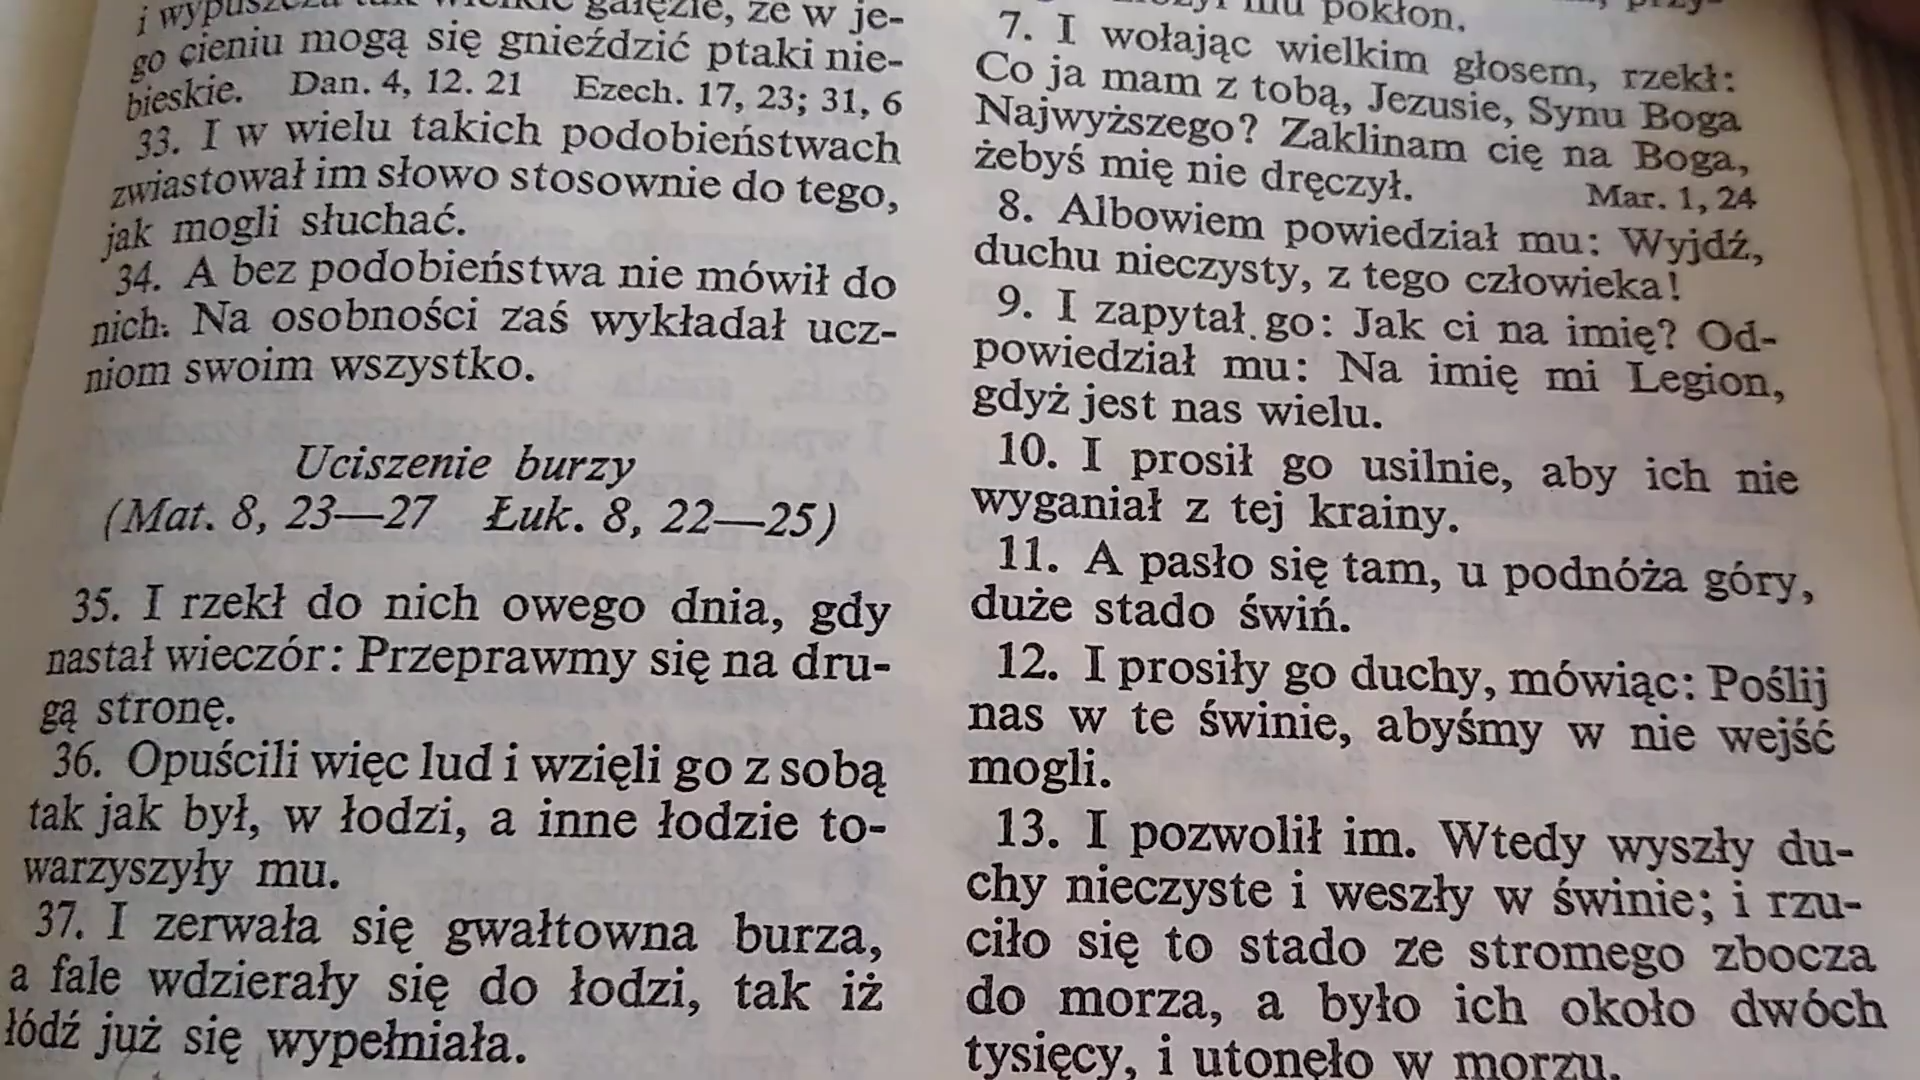 i wypuszcza tak wielkie gałęzie, że w je-
go cieniu mogą się gnieździć ptaki nie-
bieskie. Dan. 4, 12. 21 Ezech. 17, 23; 31, 6
33. I w wielu takich podobieństwach
zwiastował im słowo stosownie do tego,
jak mogli słuchać.
34. A bez podobieństwa nie mówił do
nich. Na osobności zaś wykładał ucz-
niom swoim wszystko.
Uciszenie burzy
(Mat. 8, 23—27 Łuk. 8, 22—25)
35. I rzekł do nich owego dnia, gdy
nastał wieczór: Przeprawmy się na dru-
gą stronę.
36. Opuścili więc lud i wzięli go z sobą
tak jak był, w łodzi, a inne łodzie to-
warzyszyły mu.
37. I zerwała się gwałtowna burza,
a fale wdzierały się do łodzi, tak iż
łódź już się wypełniała.
mu pokłon.
7. I wołając wielkim głosem, rzekł:
Co ja mam z tobą, Jezusie, Synu Boga
Najwyższego? Zaklinam cię na Boga,
żebyś mię nie dręczył. Mar. 1, 24
8. Albowiem powiedział mu: Wyjdź,
duchu nieczysty, z tego człowieka!
9. I zapytał go: Jak ci na imię? Od-
powiedział mu: Na imię mi Legion,
gdyż jest nas wielu.
10. I prosił go usilnie, aby ich nie
wyganiał z tej krainy.
11. A pasło się tam, u podnóża góry,
duże stado świń.
12. I prosiły go duchy, mówiąc: Poślij
nas w te świnie, abyśmy w nie wejść
mogli.
13. I pozwolił im. Wtedy wyszły du-
chy nieczyste i weszły w świnie; i rzu-
ciło się to stado ze stromego zbocza
do morza, a było ich około dwóch
tysięcy, i utonęło w morzu.